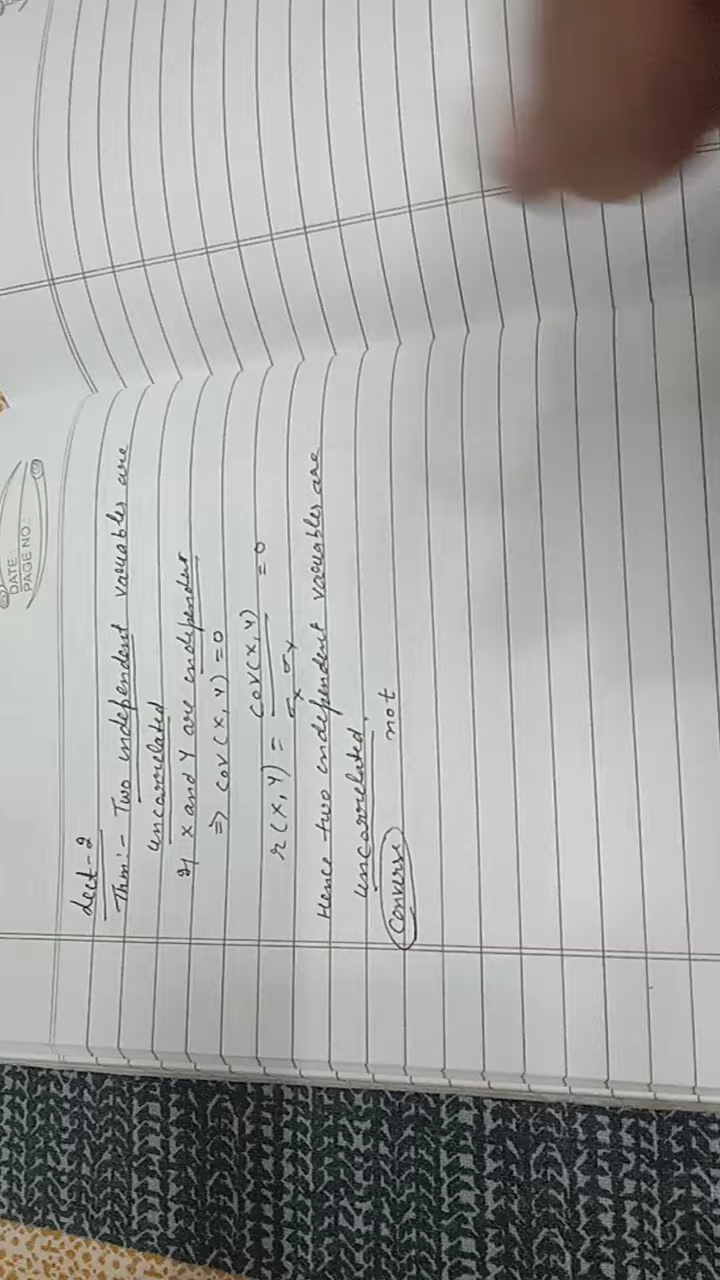 DATE:
PAGE NO.:
Lect-2
Thm:- Two independent variables are
uncorrelated
If X and Y are independent
=> cov(X, Y) = 0
r(X, Y) = cov(X, Y) / σx σy = 0
Hence two independent variables are
uncorrelated.
Converse not